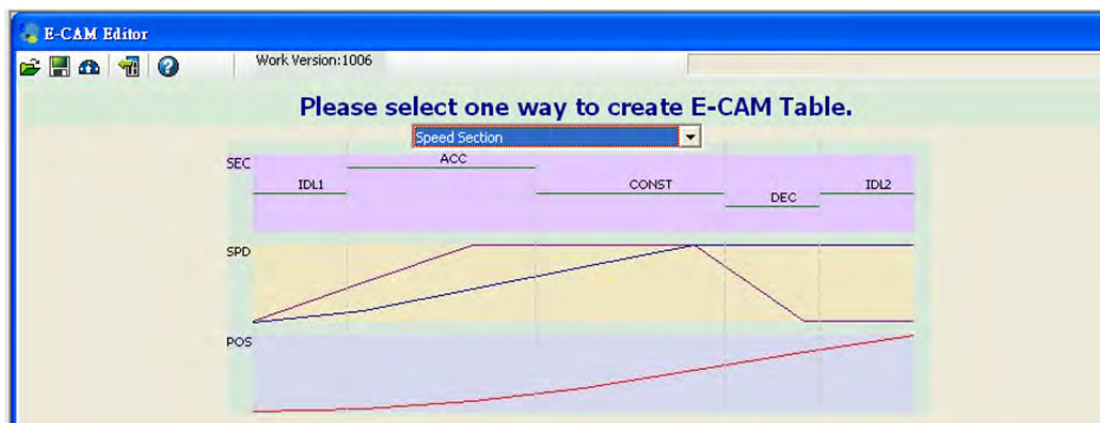 E-CAM Editor
Work Version:1006
Please select one way to create E-CAM Table.
Speed Section
SEC
ACC
IDL1
CONST
IDL2
DEC
SPD
POS